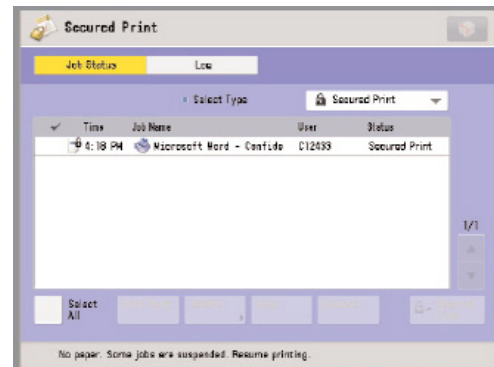 Secured Print
Job Status
Log
Select Type
Secured Print
Time Job Name User Status
4:18 PM Microsoft Word - Confide C12433 Secured Print
1/1
Select All
No paper. Some jobs are suspended. Resume printing.